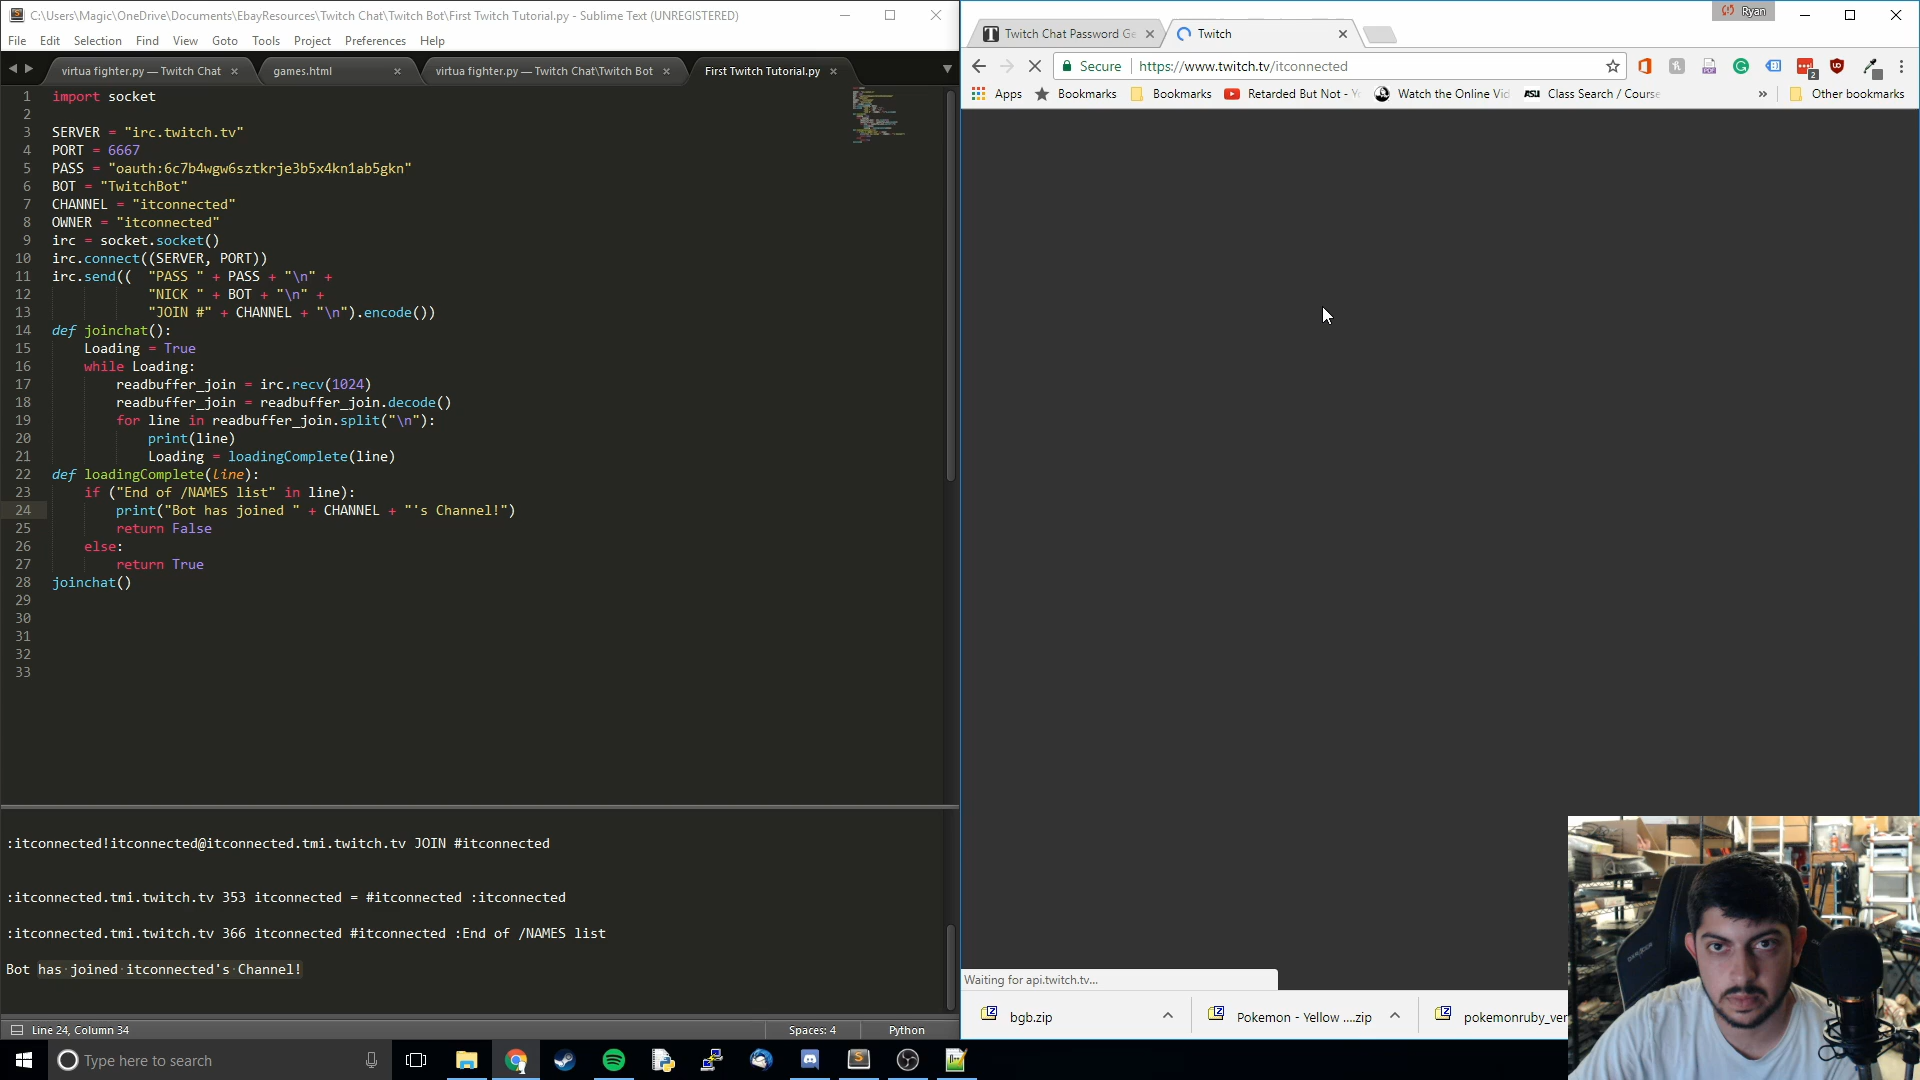 C:\Users\Magic\OneDrive\Documents\EbayResources\Twitch Chat\Twitch Bot\First Twitch Tutorial.py - Sublime Text (UNREGISTERED)
File Edit Selection Find View Goto Tools Project Preferences Help
virtua fighter.py — Twitch Chat
games.html
virtua fighter.py — Twitch Chat\Twitch Bot
First Twitch Tutorial.py
1 import socket
2
3 SERVER = "irc.twitch.tv"
4 PORT = 6667
5 PASS = "oauth:6c7b4wgw6sztkrje3b5x4kn1ab5gkn"
6 BOT = "TwitchBot"
7 CHANNEL = "itconnected"
8 OWNER = "itconnected"
9 irc = socket.socket()
10 irc.connect((SERVER, PORT))
11 irc.send((  "PASS " + PASS + "\n" +
12             "NICK " + BOT + "\n" +
13             "JOIN #" + CHANNEL + "\n").encode())
14 def joinchat():
15     Loading = True
16     while Loading:
17         readbuffer_join = irc.recv(1024)
18         readbuffer_join = readbuffer_join.decode()
19         for line in readbuffer_join.split("\n"):
20             print(line)
21             Loading = loadingComplete(line)
22 def loadingComplete(line):
23     if ("End of /NAMES list" in line):
24         print("Bot has joined " + CHANNEL + "'s Channel!")
25         return False
26     else:
27         return True
28 joinchat()
29
30
31
32
33
:itconnected!itconnected@itconnected.tmi.twitch.tv JOIN #itconnected
:itconnected.tmi.twitch.tv 353 itconnected = #itconnected :itconnected
:itconnected.tmi.twitch.tv 366 itconnected #itconnected :End of /NAMES list
Bot has joined itconnected's Channel!
Line 24, Column 34
Spaces: 4
Python
Ryan
Twitch Chat Password Ge
Twitch
Secure
https://www.twitch.tv/itconnected
2
Apps
Bookmarks
Bookmarks
Retarded But Not - Y
Watch the Online Vid
ASU
Class Search / Course
»
Other bookmarks
Waiting for api.twitch.tv...
bgb.zip
Pokemon - Yellow ....zip
pokemonruby_ver
Type here to search